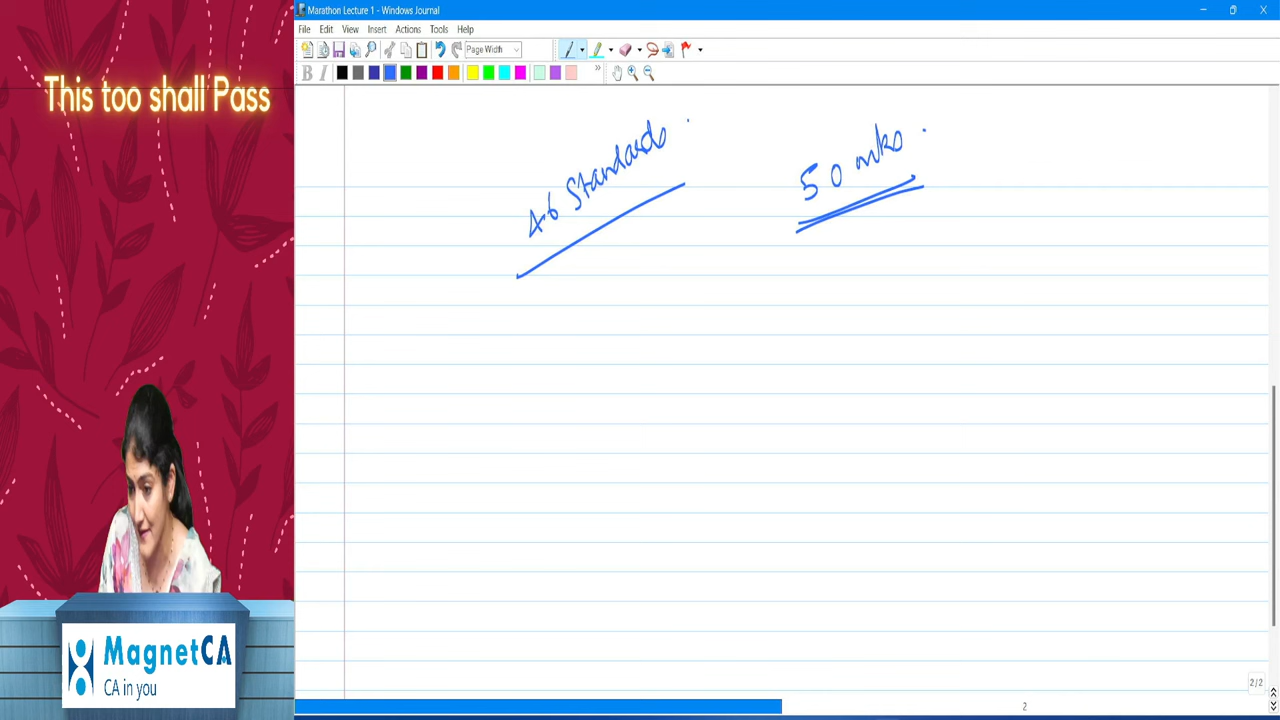 Marathon Lecture 1 - Windows Journal
File Edit View Insert Actions Tools Help
Page Width
B I
This too shall Pass
46 Standards
50 mks.
MagnetCA
CA in you
2/2
2